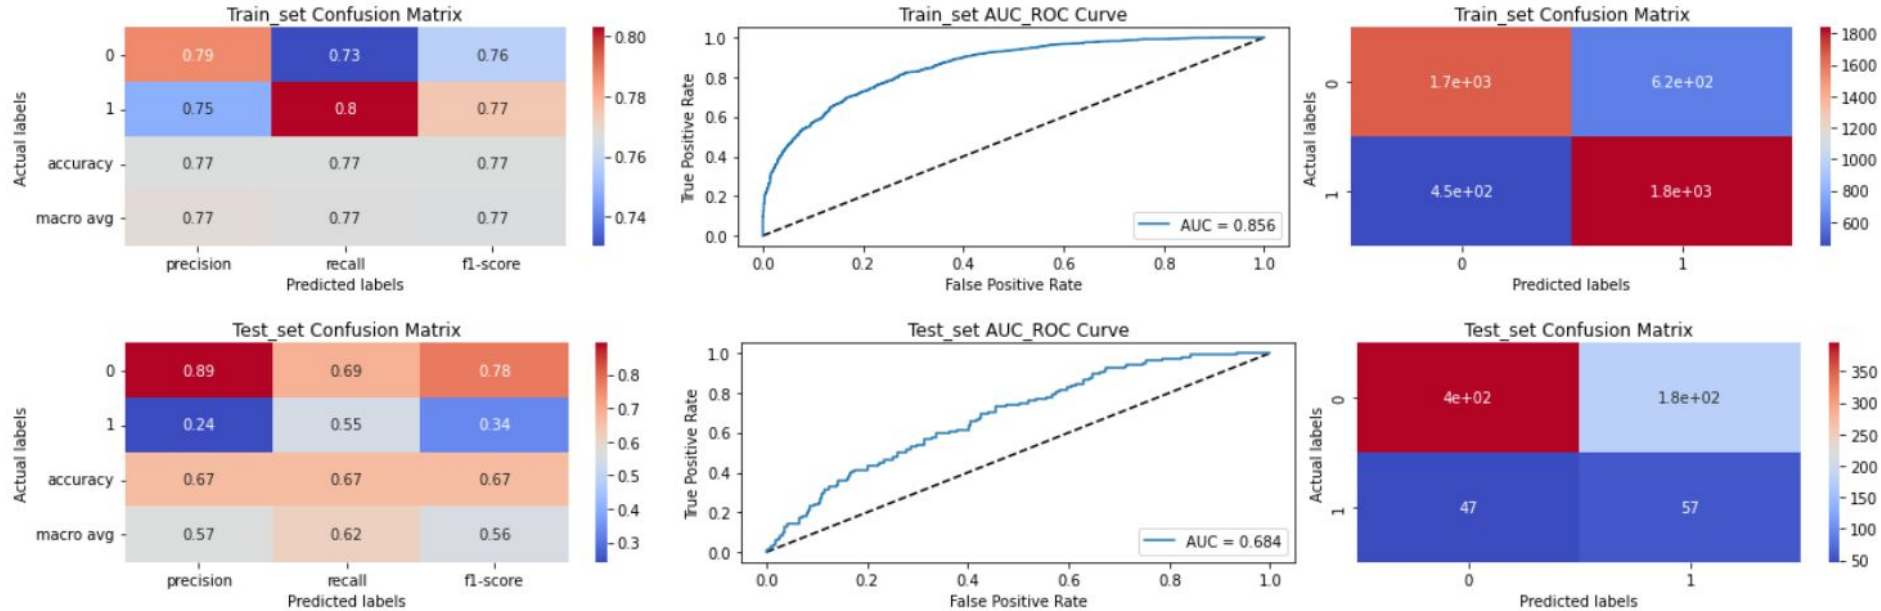 Train_set Confusion Matrix
Actual labels
0 0.79 0.73 0.76
1 0.75 0.8 0.77
accuracy 0.77 0.77 0.77
macro avg 0.77 0.77 0.77
precision recall f1-score
Predicted labels
0.80
0.78
0.76
0.74
Train_set AUC_ROC Curve
True Positive Rate
1.0
0.8
0.6
0.4
0.2
0.0
AUC = 0.856
0.0 0.2 0.4 0.6 0.8 1.0
False Positive Rate
Train_set Confusion Matrix
Actual labels
0 1.7e+03 6.2e+02
1 4.5e+02 1.8e+03
0 1
Predicted labels
1800
1600
1400
1200
1000
800
600
Test_set Confusion Matrix
Actual labels
0 0.89 0.69 0.78
1 0.24 0.55 0.34
accuracy 0.67 0.67 0.67
macro avg 0.57 0.62 0.56
precision recall f1-score
Predicted labels
0.8
0.7
0.6
0.5
0.4
0.3
Test_set AUC_ROC Curve
True Positive Rate
1.0
0.8
0.6
0.4
0.2
0.0
AUC = 0.684
0.0 0.2 0.4 0.6 0.8 1.0
False Positive Rate
Test_set Confusion Matrix
Actual labels
0 4e+02 1.8e+02
1 47 57
0 1
Predicted labels
350
300
250
200
150
100
50